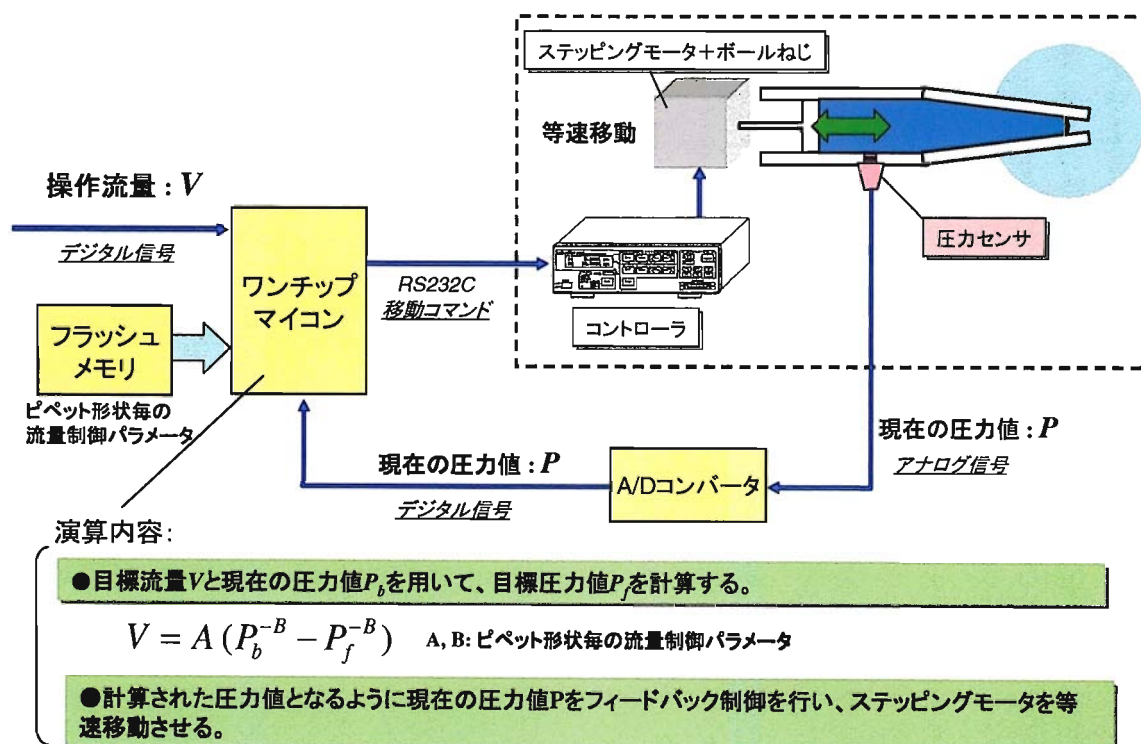 ステッピングモータ＋ボールねじ
等速移動
操作流量：V
デジタル信号
圧力センサ
ワンチップ
マイコン
RS232C
移動コマンド
コントローラ
フラッシュ
メモリ
ピペット形状毎の
流量制御パラメータ
現在の圧力値：P
アナログ信号
現在の圧力値：P
デジタル信号
A/Dコンバータ
演算内容：
●目標流量Vと現在の圧力値P_bを用いて、目標圧力値P_fを計算する。
V = A (P_b^{-B} − P_f^{-B})　A, B: ピペット形状毎の流量制御パラメータ
●計算された圧力値となるように現在の圧力値Pをフィードバック制御を行い、ステッピングモータを等
速移動させる。